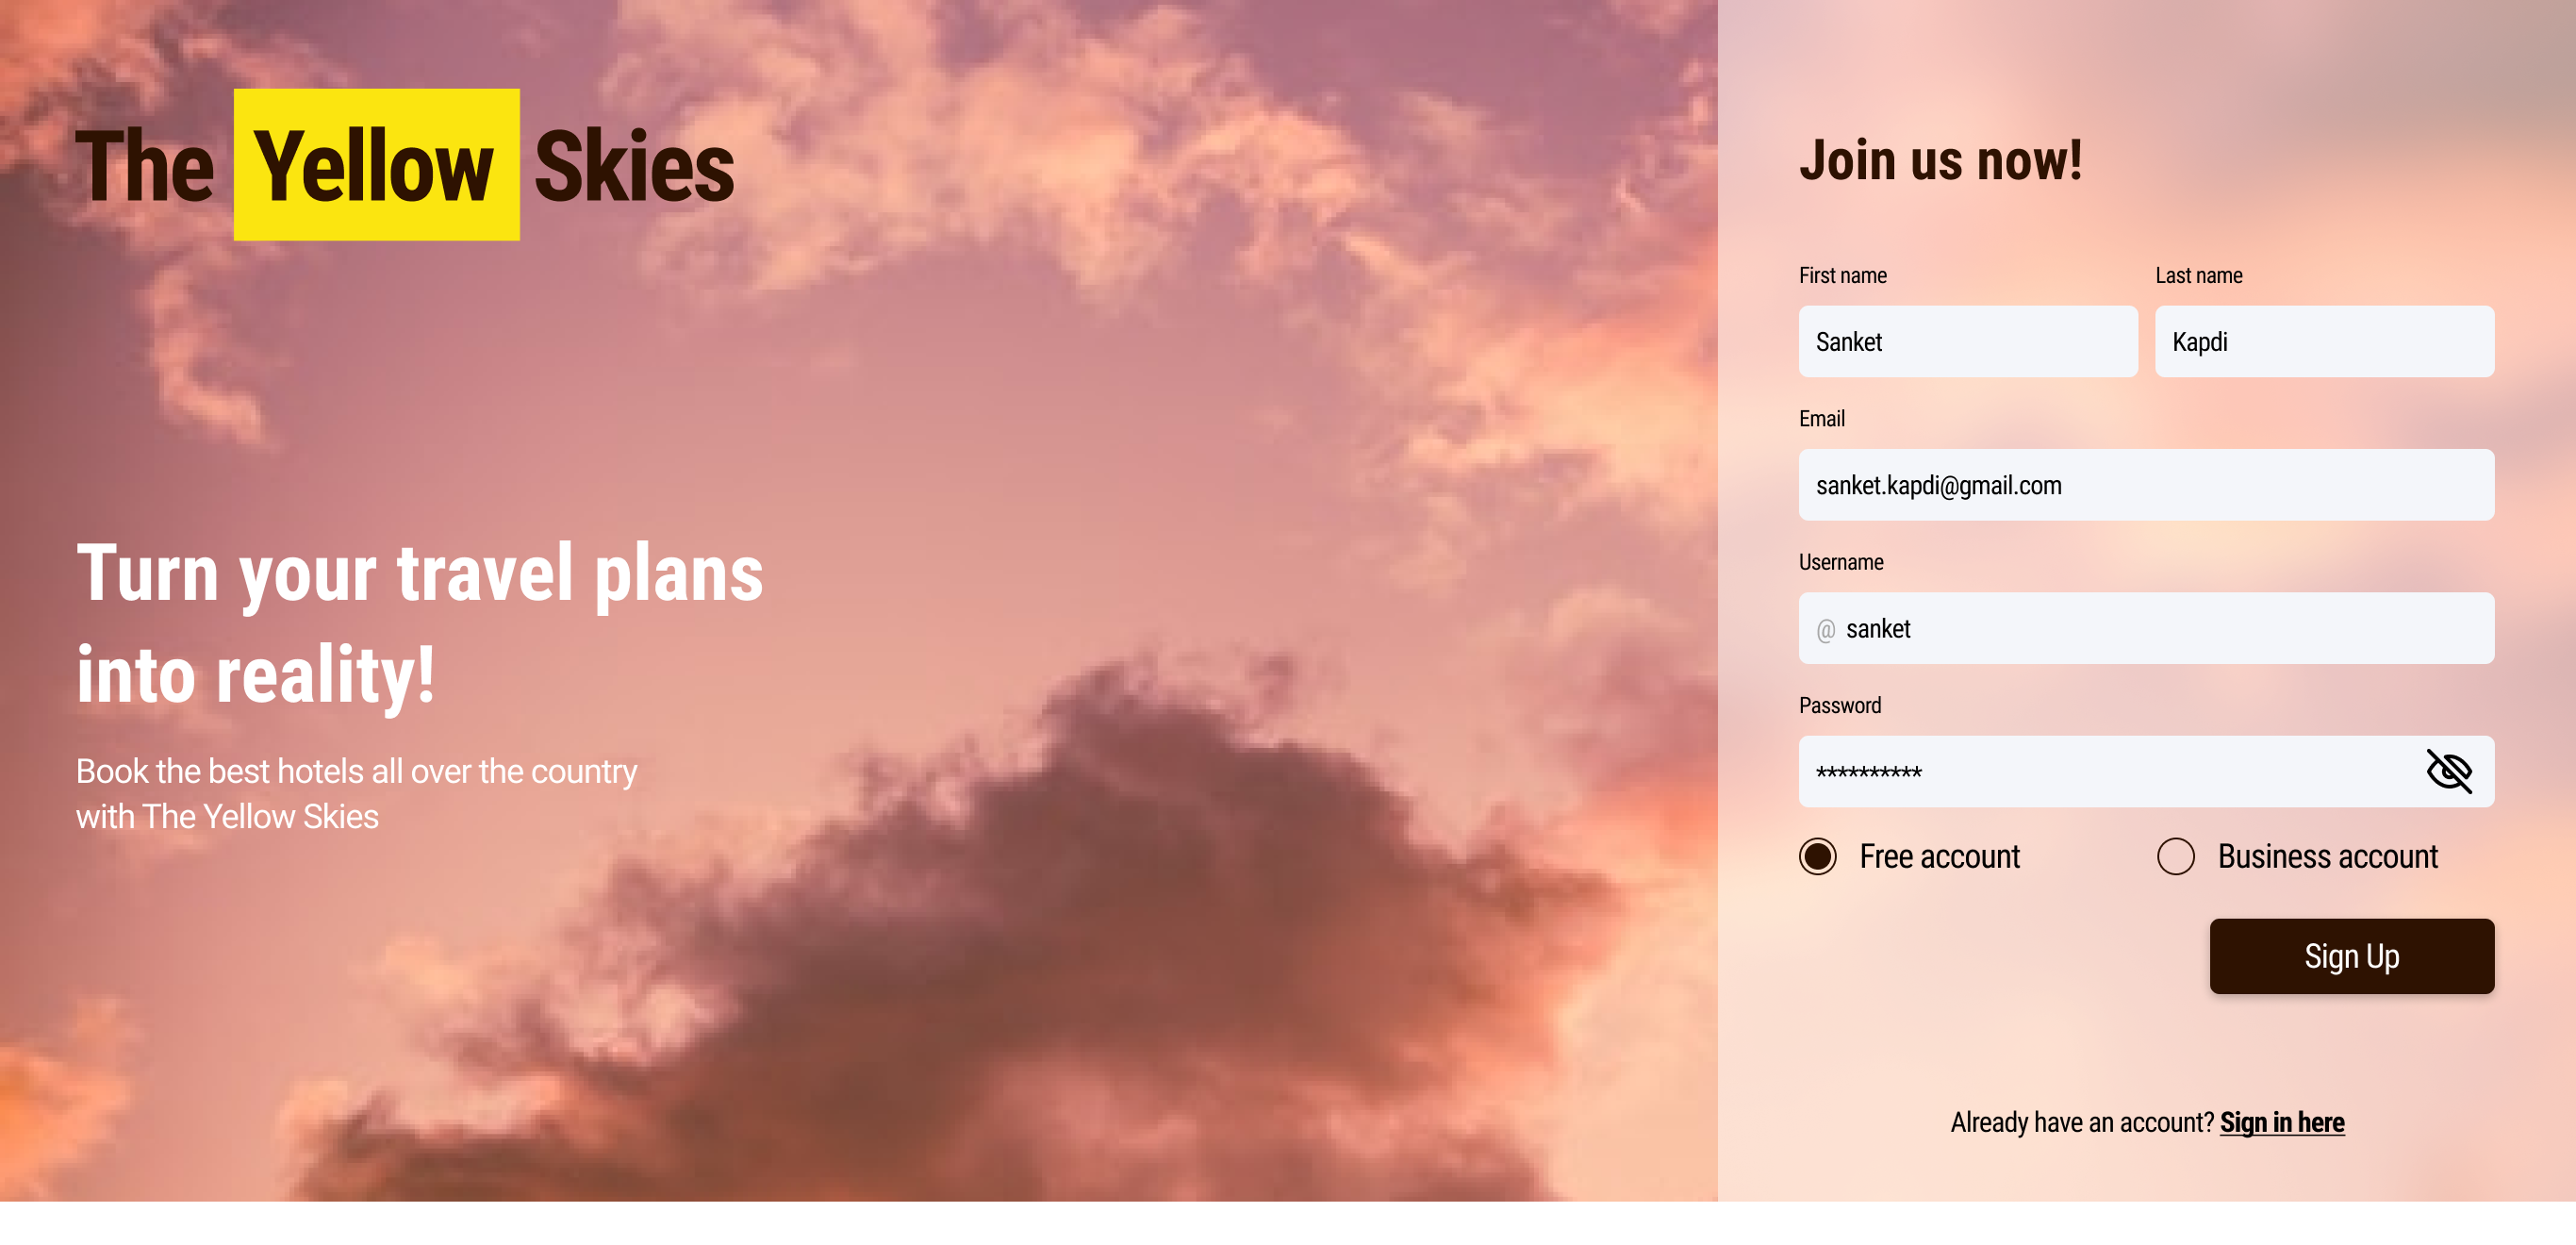 The Yellow Skies
Turn your travel plans
into reality!
Book the best hotels all over the country
with The Yellow Skies
Join us now!
First name
Last name
Sanket
Kapdi
Email
sanket.kapdi@gmail.com
Username
@ sanket
Password
**********
Free account
Business account
Sign Up
Already have an account? Sign in here